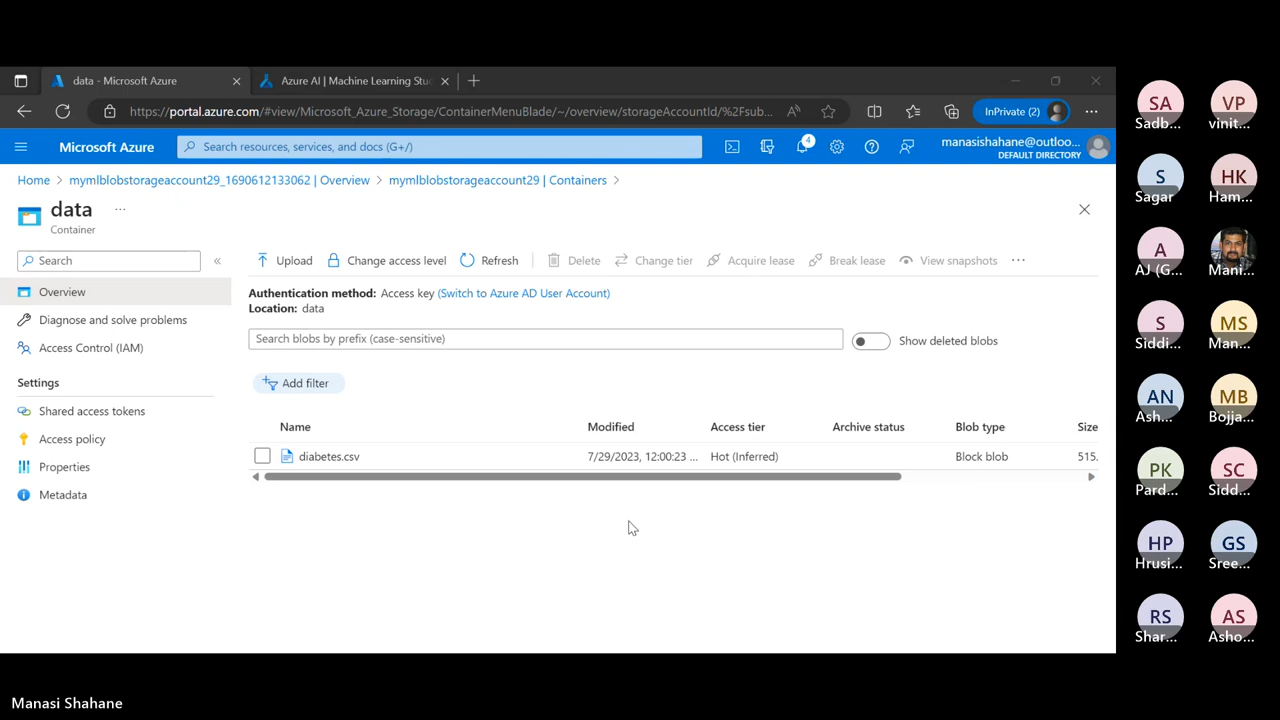 data - Microsoft Azure
Azure AI | Machine Learning Stu
https://portal.azure.com/#view/Microsoft_Azure_Storage/ContainerMenuBlade/~/overview/storageAccountId/%2Fsub...
InPrivate (2)
Microsoft Azure
Search resources, services, and docs (G+/)
4
manasishahane@outloo...
DEFAULT DIRECTORY
Home > mymlblobstorageaccount29_1690612133062 | Overview > mymlblobstorageaccount29 | Containers >
data ...
Container
Search
Overview
Diagnose and solve problems
Access Control (IAM)
Settings
Shared access tokens
Access policy
Properties
Metadata
Upload Change access level Refresh Delete Change tier Acquire lease Break lease View snapshots ...
Authentication method: Access key (Switch to Azure AD User Account)
Location: data
Search blobs by prefix (case-sensitive)
Show deleted blobs
Add filter
Name Modified Access tier Archive status Blob type Size
diabetes.csv 7/29/2023, 12:00:23 ... Hot (Inferred) Block blob 515.
SA VP
Sadb... vinit...
S HK
Sagar Ham...
A
AJ (G... Mani...
S MS
Siddi... Man...
AN MB
Ash... Bojja...
PK SC
Pard... Sidd...
HP GS
Hrusi... Sree...
RS AS
Shar... Asho...
Manasi Shahane